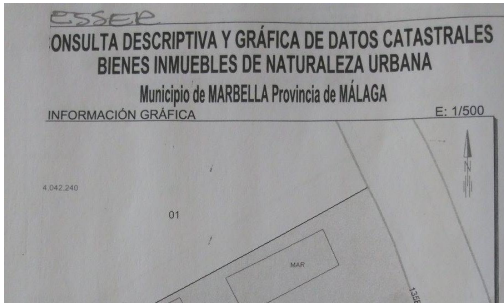 ESSER
CONSULTA DESCRIPTIVA Y GRÁFICA DE DATOS CATASTRALES
BIENES INMUEBLES DE NATURALEZA URBANA
Municipio de MARBELLA Provincia de MÁLAGA
INFORMACIÓN GRÁFICA E: 1/500
N
4.042.240
01
MAR